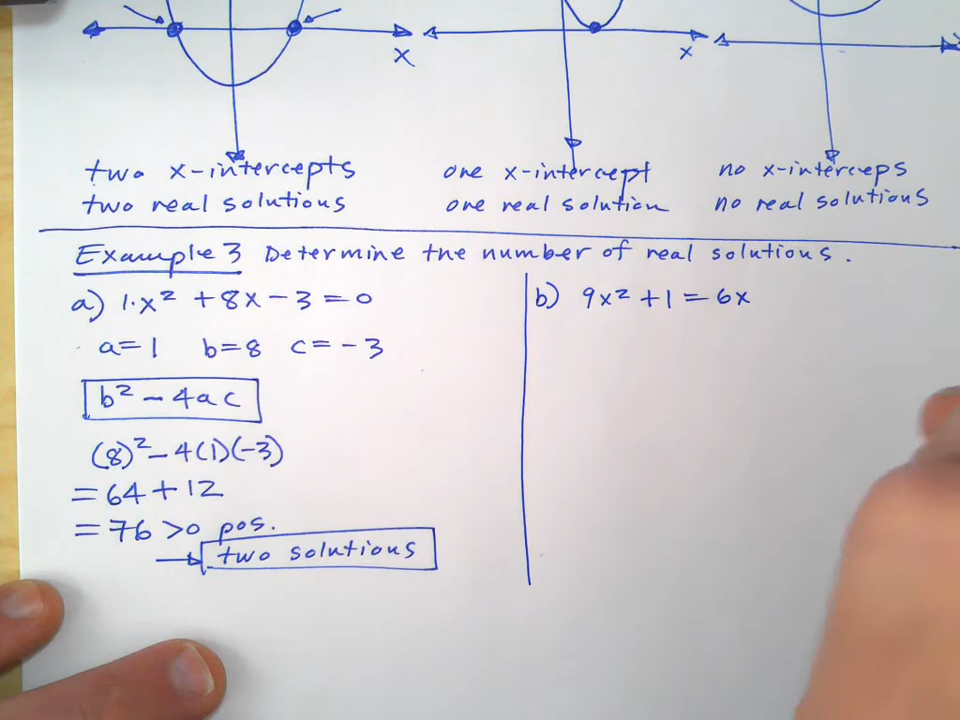 x x
two x-intercepts one x-intercept no x-interceps
two real solutions one real solution no real solutions
Example 3 Determine the number of real solutions.
a) 1·x² + 8x - 3 = 0
a=1 b=8 c=-3
b² - 4ac
(8)² - 4(1)(-3)
= 64 + 12
= 76 >0 pos.
→ two solutions
b) 9x² + 1 = 6x